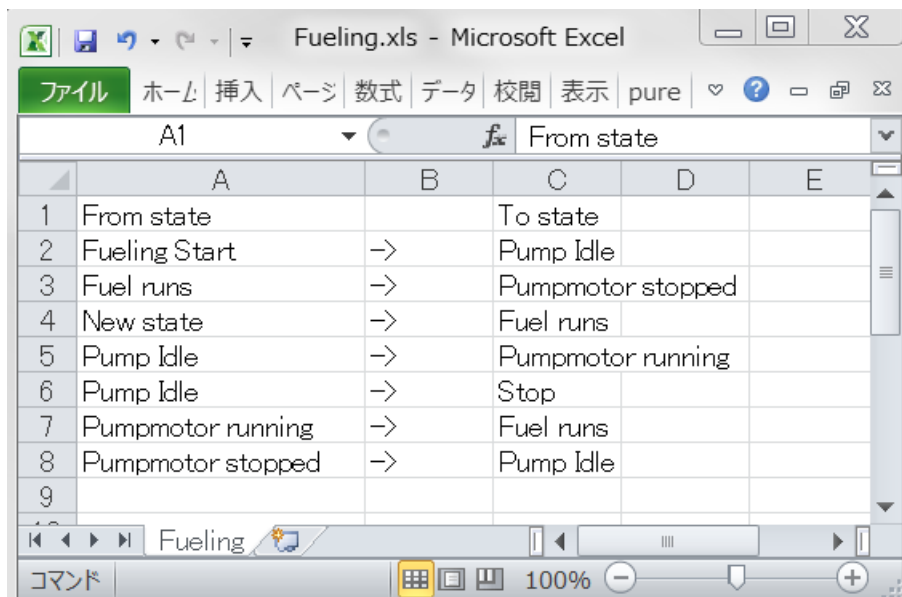 Fueling.xls - Microsoft Excel
ファイル ホーム 挿入 ページ 数式 データ 校閲 表示 pure
A1 fx From state
A B C D E
1 From state To state
2 Fueling Start -> Pump Idle
3 Fuel runs -> Pumpmotor stopped
4 New state -> Fuel runs
5 Pump Idle -> Pumpmotor running
6 Pump Idle -> Stop
7 Pumpmotor running -> Fuel runs
8 Pumpmotor stopped -> Pump Idle
9
Fueling
コマンド 100%